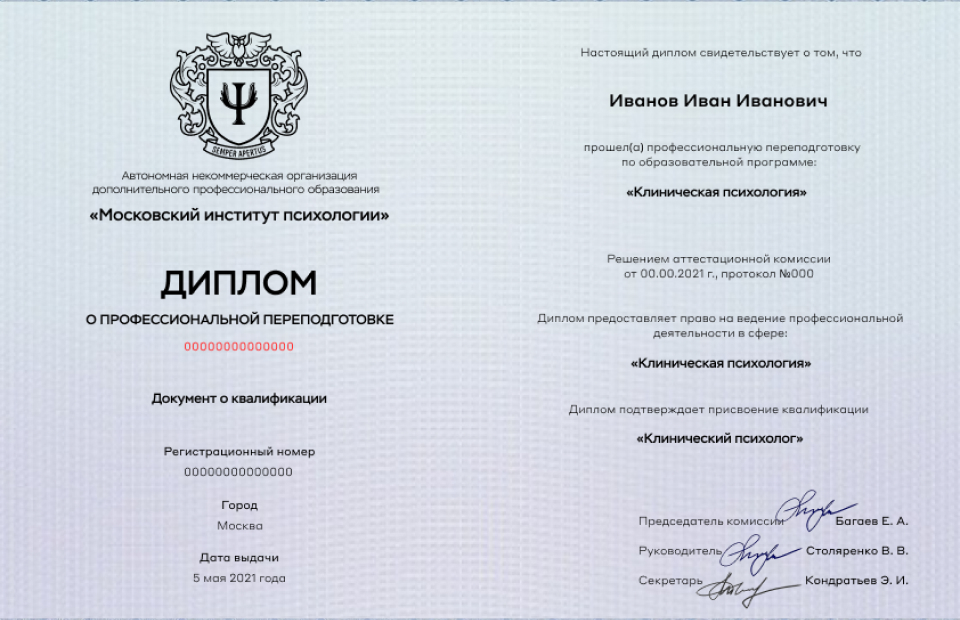 SEMPER APERTUS
Автономная некоммерческая организация
дополнительного профессионального образования
«Московский институт психологии»
ДИПЛОМ
О ПРОФЕССИОНАЛЬНОЙ ПЕРЕПОДГОТОВКЕ
00000000000000
Документ о квалификации
Регистрационный номер
00000000000000
Город
Москва
Дата выдачи
5 мая 2021 года
Настоящий диплом свидетельствует о том, что
Иванов Иван Иванович
прошел(а) профессиональную переподготовку
по образовательной программе:
«Клиническая психология»
Решением аттестационной комиссии
от 00.00.2021 г., протокол №000
Диплом предоставляет право на ведение профессиональной
деятельности в сфере:
«Клиническая психология»
Диплом подтверждает присвоение квалификации
«Клинический психолог»
Председатель комиссии Багаев Е. А.
Руководитель Столяренко В. В.
Секретарь Кондратьев Э. И.